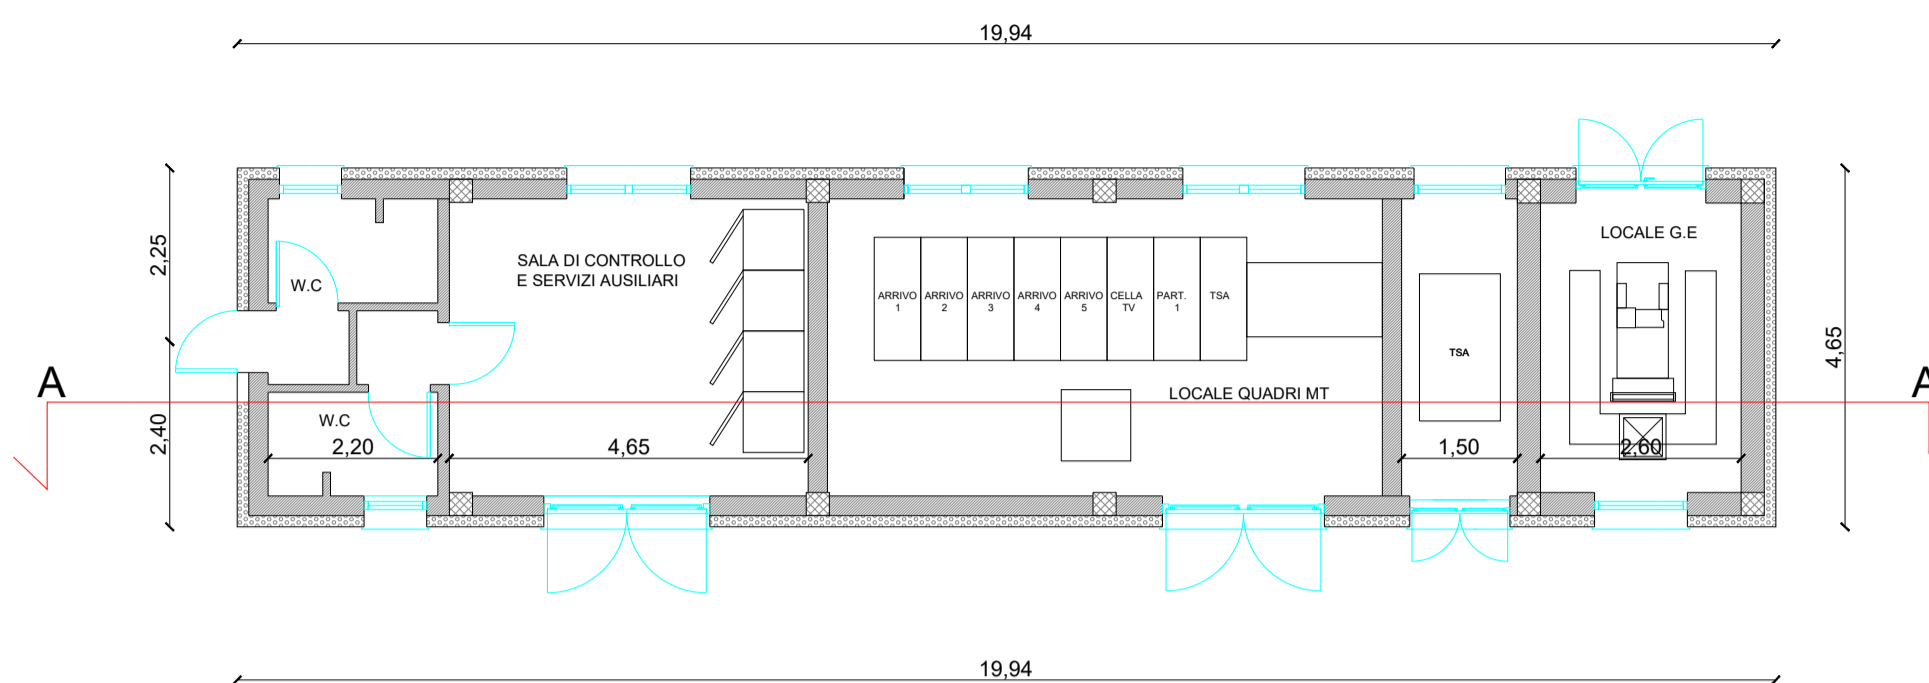 19,94
2,25
2,40
4,65
A
A
W.C
W.C
2,20
SALA DI CONTROLLO
E SERVIZI AUSILIARI
4,65
ARRIVO
1
ARRIVO
2
ARRIVO
3
ARRIVO
4
ARRIVO
5
CELLA
TV
PART.
1
TSA
LOCALE QUADRI MT
TSA
1,50
LOCALE G.E
2,60
19,94